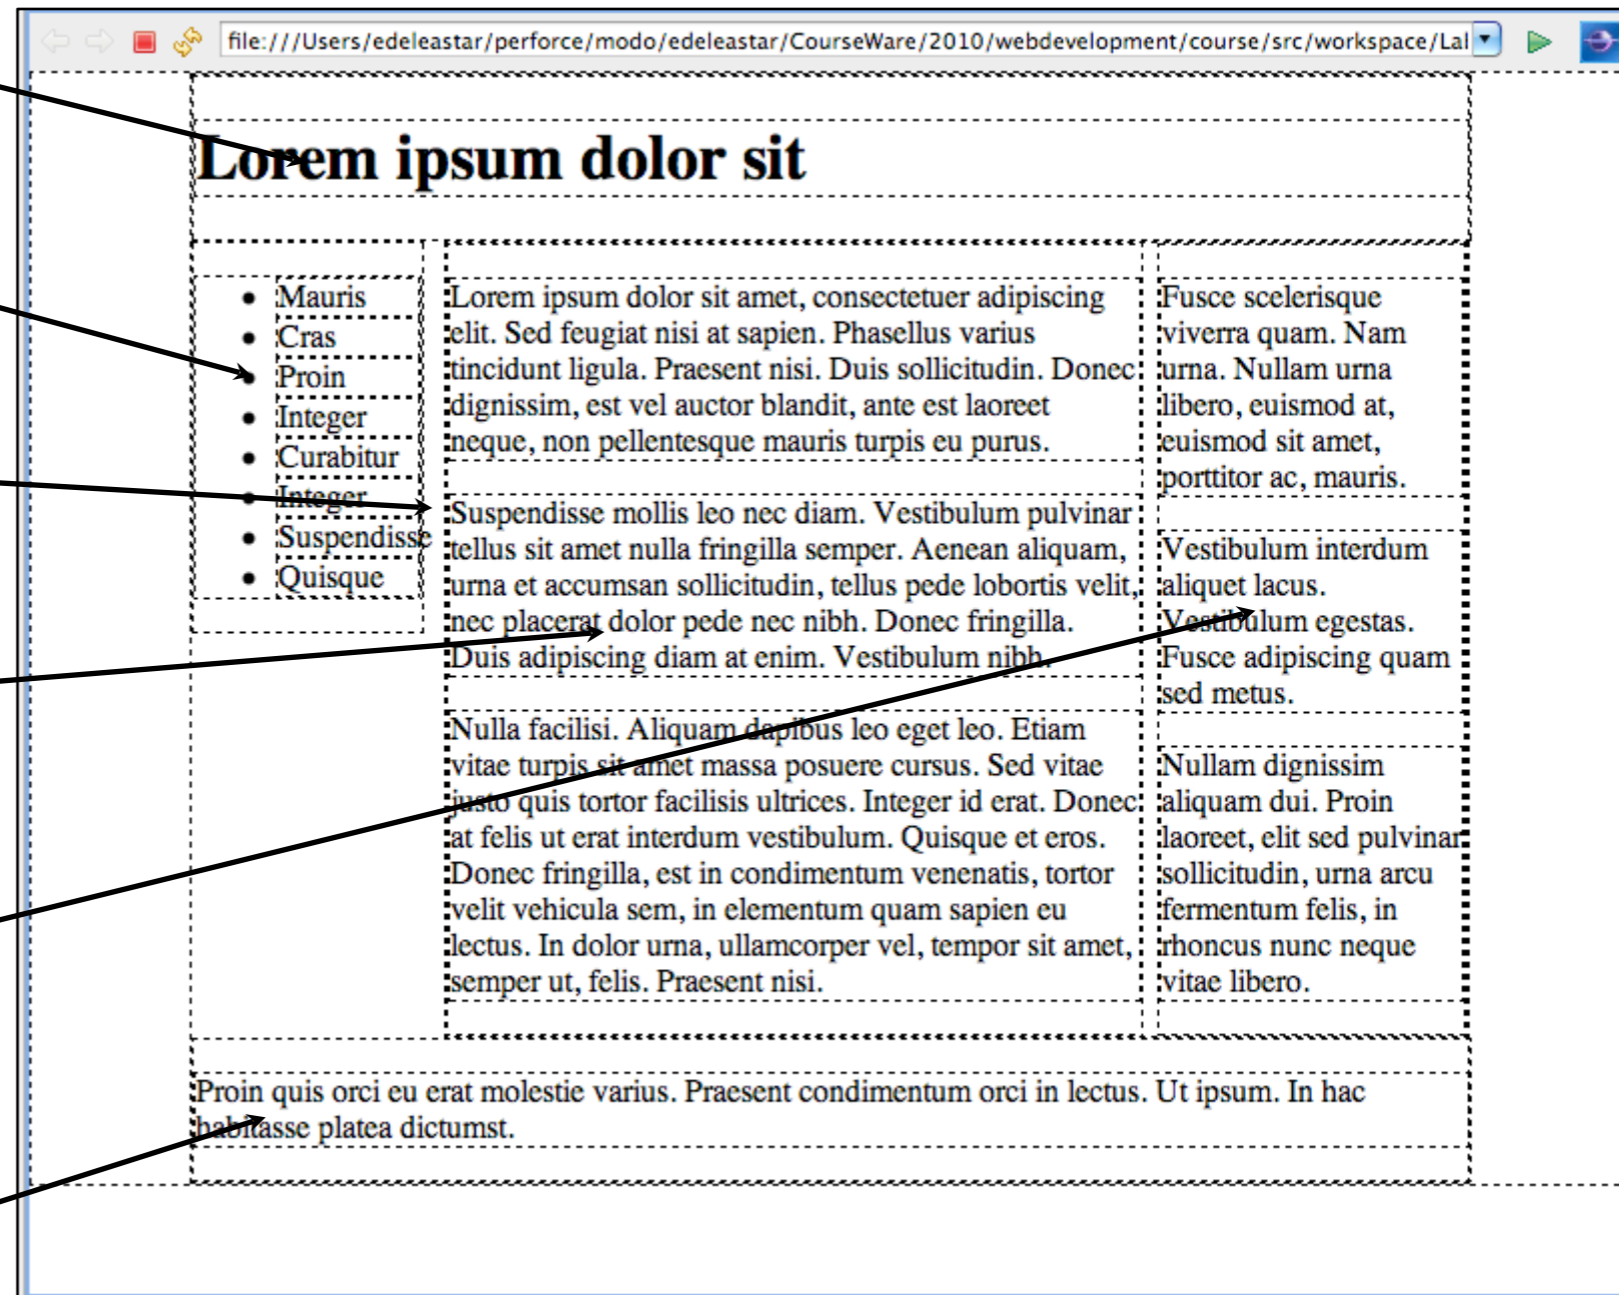 file:///Users/edeleastar/perforce/modo/edeleastar/CourseWare/2010/webdevelopment/course/src/workspace/Lal
Lorem ipsum dolor sit
Mauris
Cras
Proin
Integer
Curabitur
Integer
Suspendisse
Quisque
Lorem ipsum dolor sit amet, consectetuer adipiscing
elit. Sed feugiat nisi at sapien. Phasellus varius
tincidunt ligula. Praesent nisi. Duis sollicitudin. Donec
dignissim, est vel auctor blandit, ante est laoreet
neque, non pellentesque mauris turpis eu purus.
Suspendisse mollis leo nec diam. Vestibulum pulvinar
tellus sit amet nulla fringilla semper. Aenean aliquam,
urna et accumsan sollicitudin, tellus pede lobortis velit,
nec placerat dolor pede nec nibh. Donec fringilla.
Duis adipiscing diam at enim. Vestibulum nibh.
Nulla facilisi. Aliquam dapibus leo eget leo. Etiam
vitae turpis sit amet massa posuere cursus. Sed vitae
justo quis tortor facilisis ultrices. Integer id erat. Donec
at felis ut erat interdum vestibulum. Quisque et eros.
Donec fringilla, est in condimentum venenatis, tortor
velit vehicula sem, in elementum quam sapien eu
lectus. In dolor urna, ullamcorper vel, tempor sit amet,
semper ut, felis. Praesent nisi.
Fusce scelerisque
viverra quam. Nam
urna. Nullam urna
libero, euismod at,
euismod sit amet,
porttitor ac, mauris.
Vestibulum interdum
aliquet lacus.
Vestibulum egestas.
Fusce adipiscing quam
sed metus.
Nullam dignissim
aliquam dui. Proin
laoreet, elit sed pulvinar
sollicitudin, urna arcu
fermentum felis, in
rhoncus nunc neque
vitae libero.
Proin quis orci eu erat molestie varius. Praesent condimentum orci in lectus. Ut ipsum. In hac
habitasse platea dictumst.